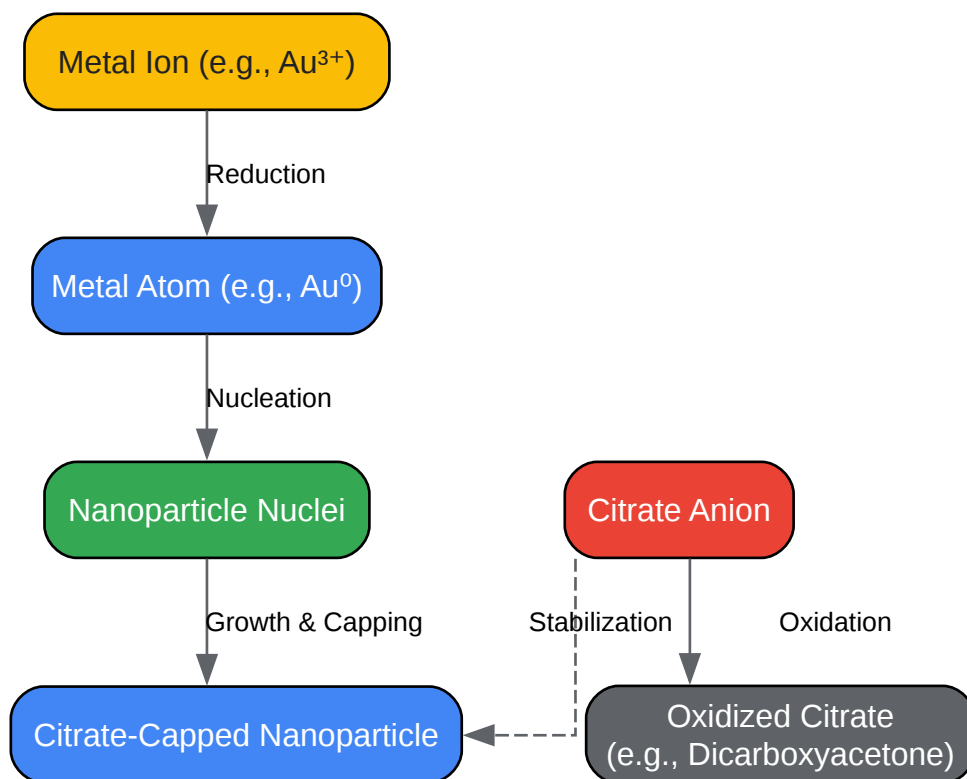 Metal Ion (e.g., Au³⁺)
Reduction
Metal Atom (e.g., Au⁰)
Nucleation
Nanoparticle Nuclei
Citrate Anion
Growth & Capping
Stabilization
Oxidation
Citrate-Capped Nanoparticle
Oxidized Citrate
(e.g., Dicarboxyacetone)